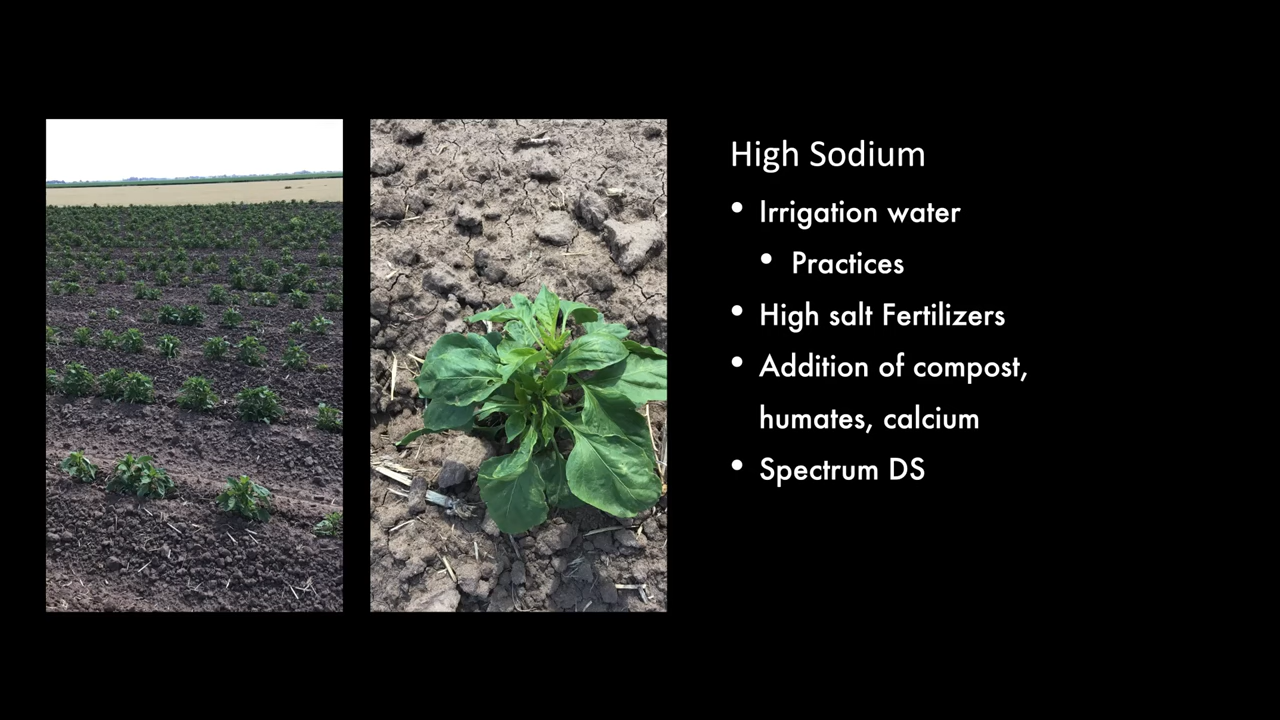 High Sodium
• Irrigation water
• Practices
• High salt Fertilizers
• Addition of compost,
humates, calcium
• Spectrum DS